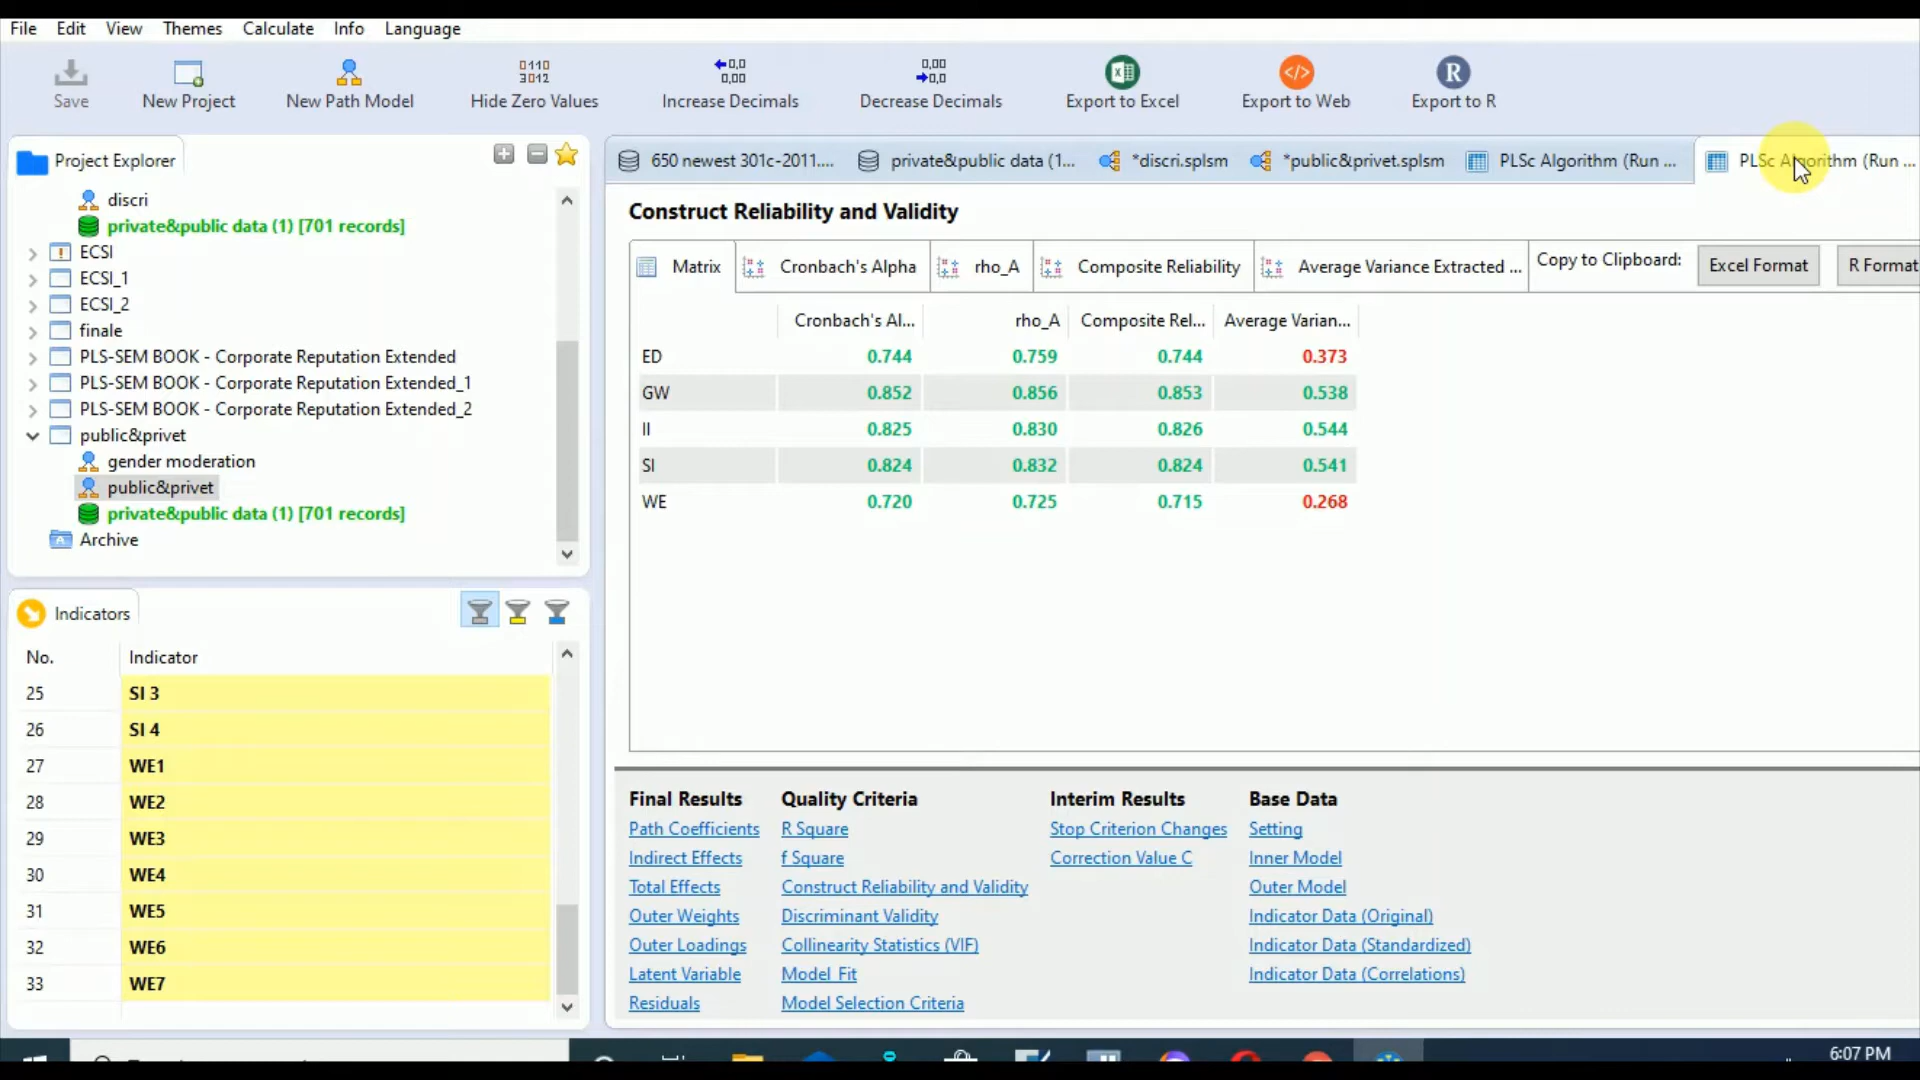 File Edit View Themes Calculate Info Language
0110 3012 0,0 0,00 0,00 0,0 R
Save New Project New Path Model Hide Zero Values Increase Decimals Decrease Decimals Export to Excel Export to Web Export to R
Project Explorer
discri
private&public data (1) [701 records]
ECSI
ECSI_1
ECSI_2
finale
PLS-SEM BOOK - Corporate Reputation Extended
PLS-SEM BOOK - Corporate Reputation Extended_1
PLS-SEM BOOK - Corporate Reputation Extended_2
public&privet
gender moderation
public&privet
private&public data (1) [701 records]
Archive
Indicators
No. Indicator
25 SI 3
26 SI 4
27 WE1
28 WE2
29 WE3
30 WE4
31 WE5
32 WE6
33 WE7
650 newest 301c-2011.... private&public data (1... *discri.splsm *public&privet.splsm PLSc Algorithm (Run ... PLSc Algorithm (Run ...
Construct Reliability and Validity
Matrix Cronbach's Alpha rho_A Composite Reliability Average Variance Extracted ... Copy to Clipboard: Excel Format R Format
Cronbach's Al... rho_A Composite Rel... Average Varian...
ED 0.744 0.759 0.744 0.373
GW 0.852 0.856 0.853 0.538
II 0.825 0.830 0.826 0.544
SI 0.824 0.832 0.824 0.541
WE 0.720 0.725 0.715 0.268
Final Results Quality Criteria Interim Results Base Data
Path Coefficients R Square Stop Criterion Changes Setting
Indirect Effects f Square Correction Value C Inner Model
Total Effects Construct Reliability and Validity Outer Model
Outer Weights Discriminant Validity Indicator Data (Original)
Outer Loadings Collinearity Statistics (VIF) Indicator Data (Standardized)
Latent Variable Model_Fit Indicator Data (Correlations)
Residuals Model Selection Criteria
6:07 PM